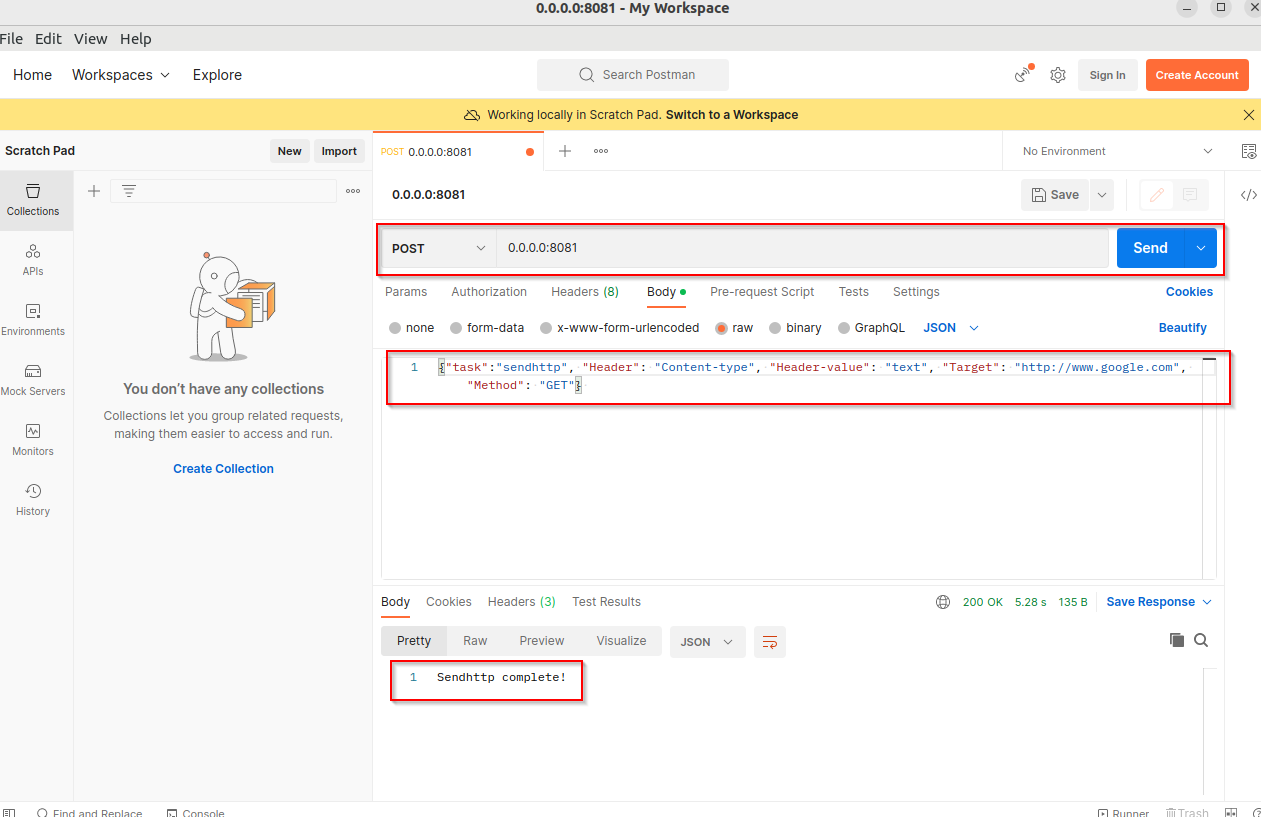 0.0.0.0:8081 - My Workspace
File Edit View Help
Home Workspaces Explore Search Postman Sign In Create Account
Working locally in Scratch Pad. Switch to a Workspace
Scratch Pad New Import POST 0.0.0.0:8081 No Environment
0.0.0.0:8081 Save
Collections
POST 0.0.0.0:8081 Send
APIs
Params Authorization Headers (8) Body Pre-request Script Tests Settings Cookies
Environments
none form-data x-www-form-urlencoded raw binary GraphQL JSON Beautify
1 {"task":"sendhttp", "Header": "Content-type", "Header-value": "text", "Target": "http://www.google.com",
"Method": "GET"}
Mock Servers
You don't have any collections
Collections let you group related requests,
making them easier to access and run.
Monitors
Create Collection
History
Body Cookies Headers (3) Test Results 200 OK 5.28 s 135 B Save Response
Pretty Raw Preview Visualize JSON
1 Sendhttp complete!
Find and Replace Console Runner Trash